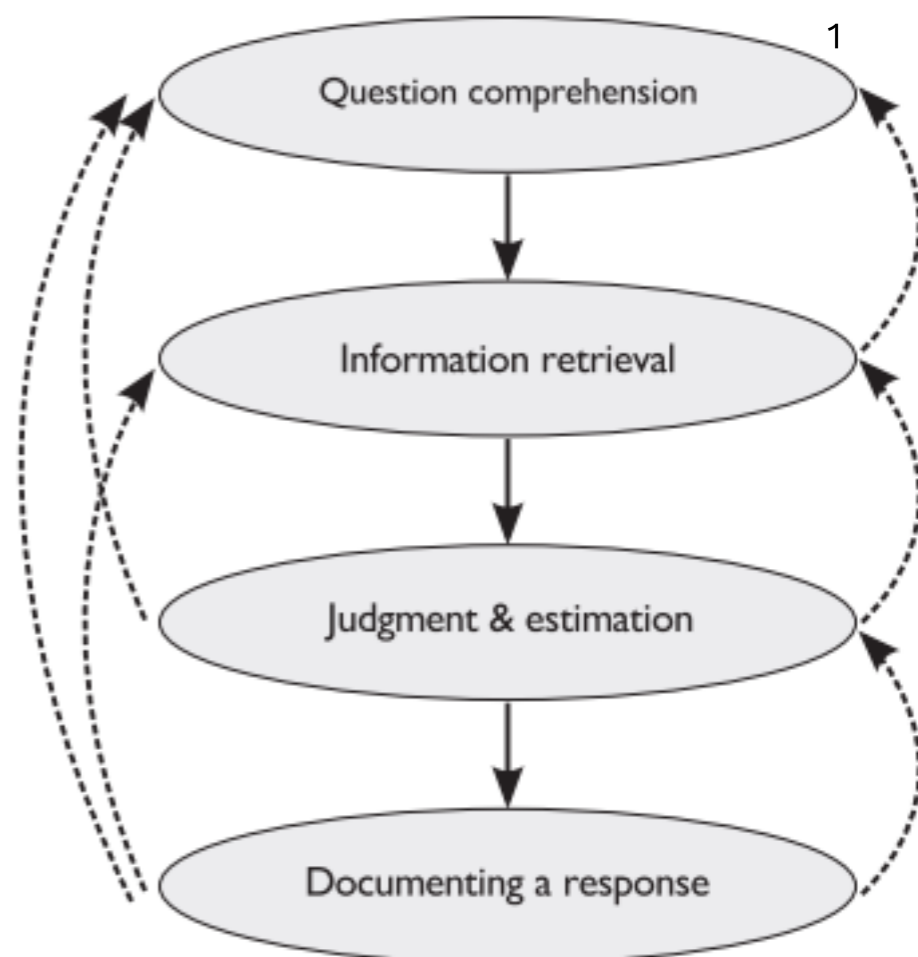 1
Question comprehension
Information retrieval
Judgment & estimation
Documenting a response